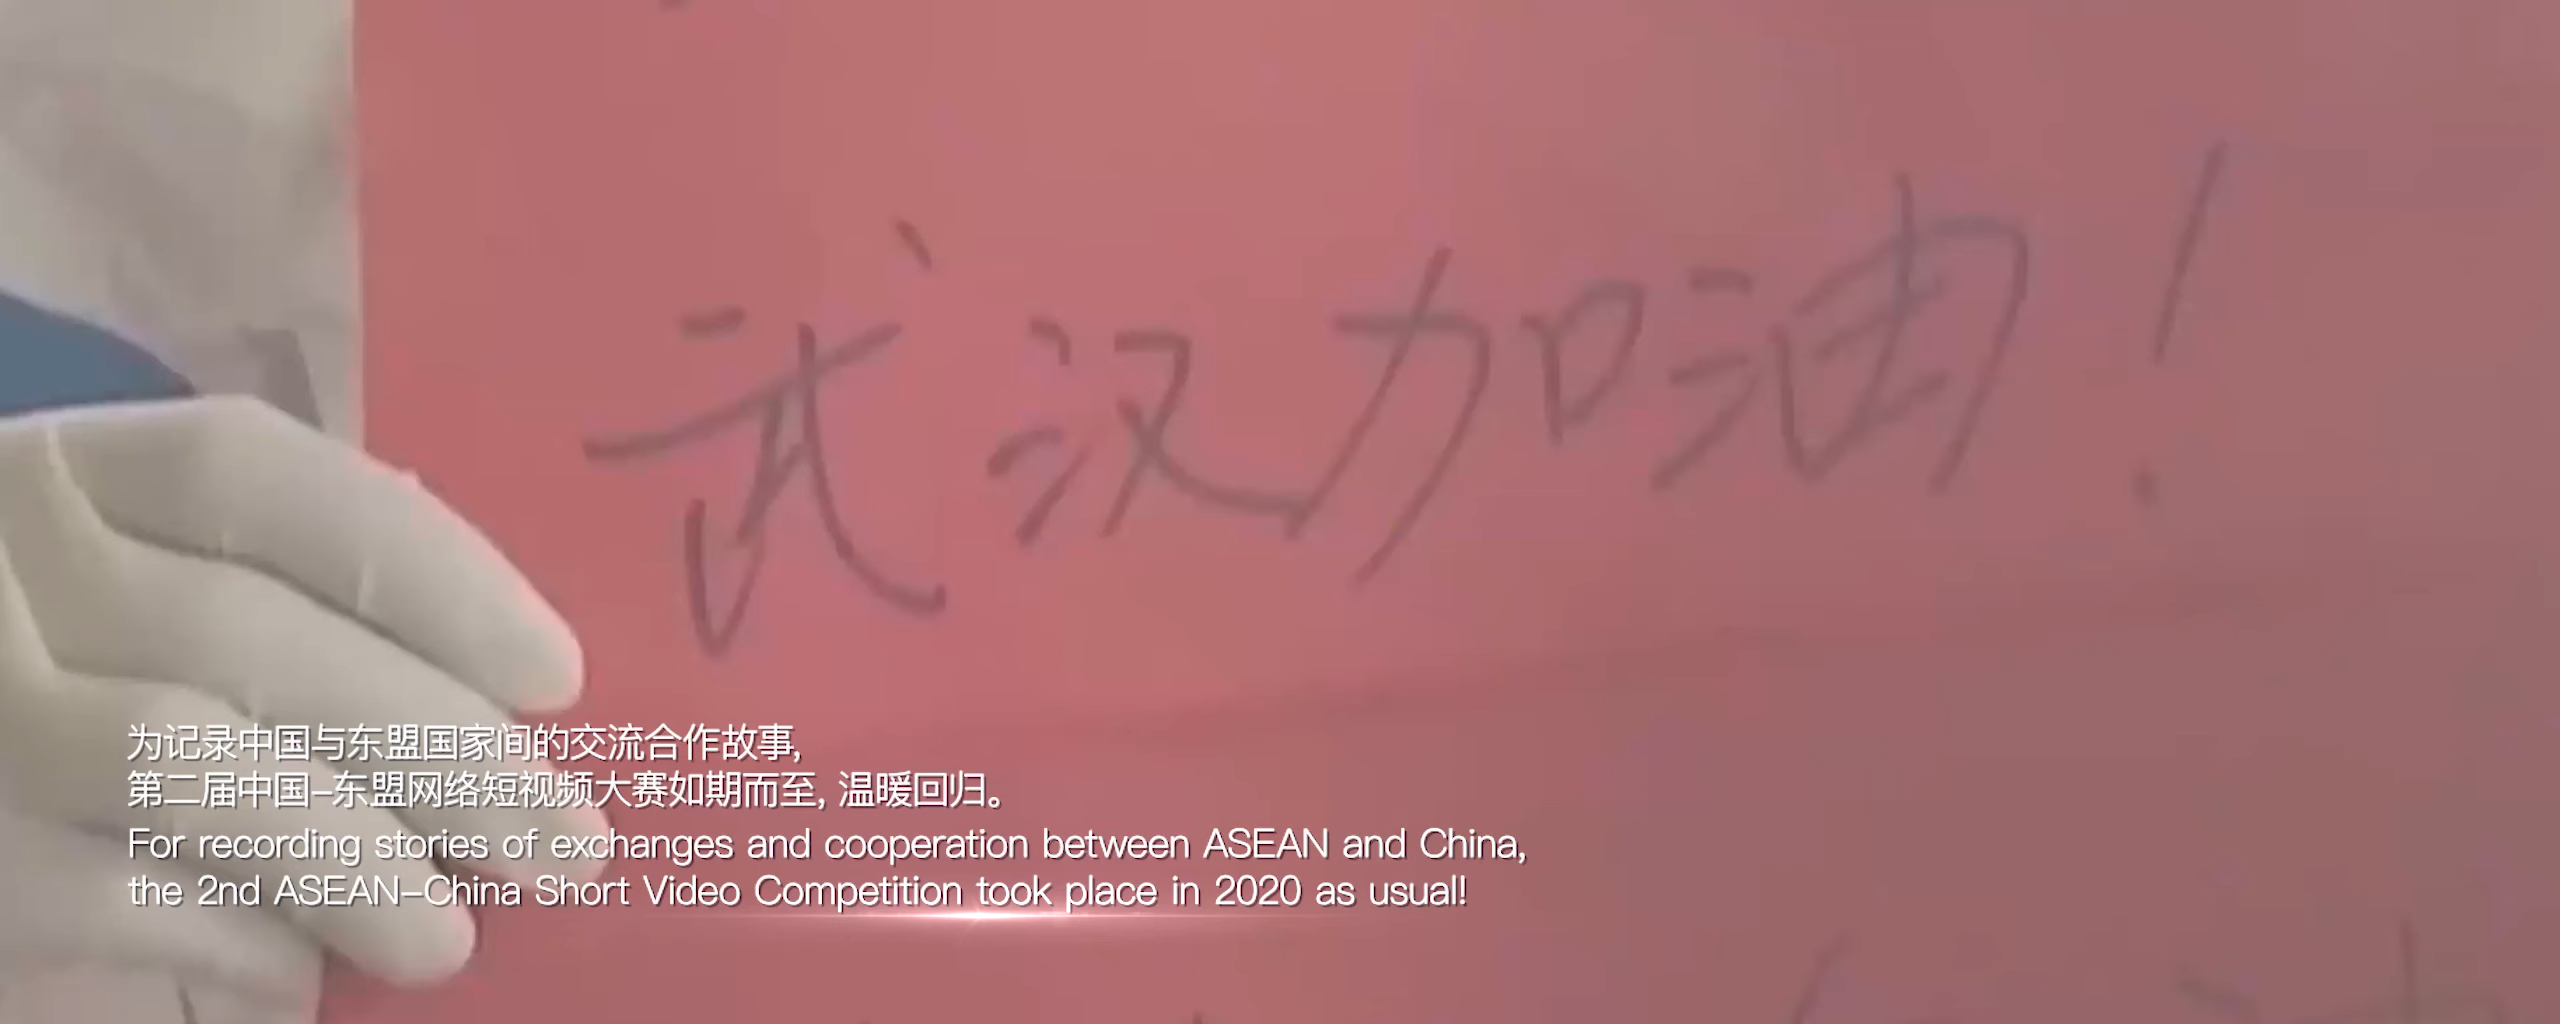 武汉加油!
为记录中国与东盟国家间的交流合作故事,
第二届中国-东盟网络短视频大赛如期而至, 温暖回归。
For recording stories of exchanges and cooperation between ASEAN and China,
the 2nd ASEAN-China Short Video Competition took place in 2020 as usual!